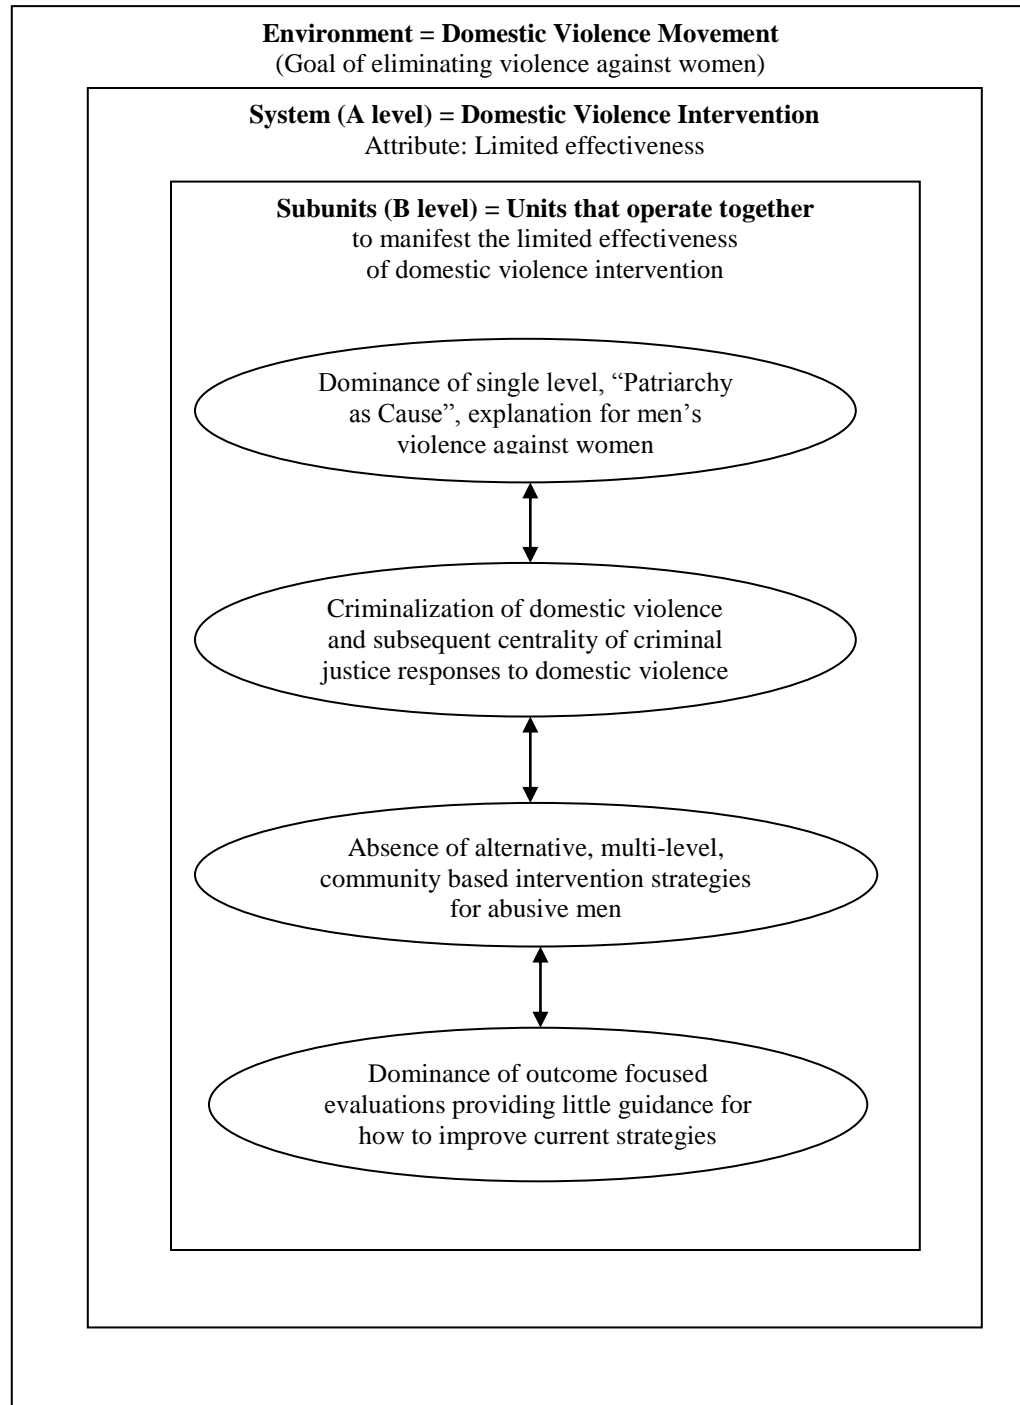 Environment = Domestic Violence Movement
(Goal of eliminating violence against women)
System (A level) = Domestic Violence Intervention
Attribute: Limited effectiveness
Subunits (B level) = Units that operate together
to manifest the limited effectiveness
of domestic violence intervention
Dominance of single level, “Patriarchy
as Cause”, explanation for men’s
violence against women
Criminalization of domestic violence
and subsequent centrality of criminal
justice responses to domestic violence
Absence of alternative, multi-level,
community based intervention strategies
for abusive men
Dominance of outcome focused
evaluations providing little guidance for
how to improve current strategies